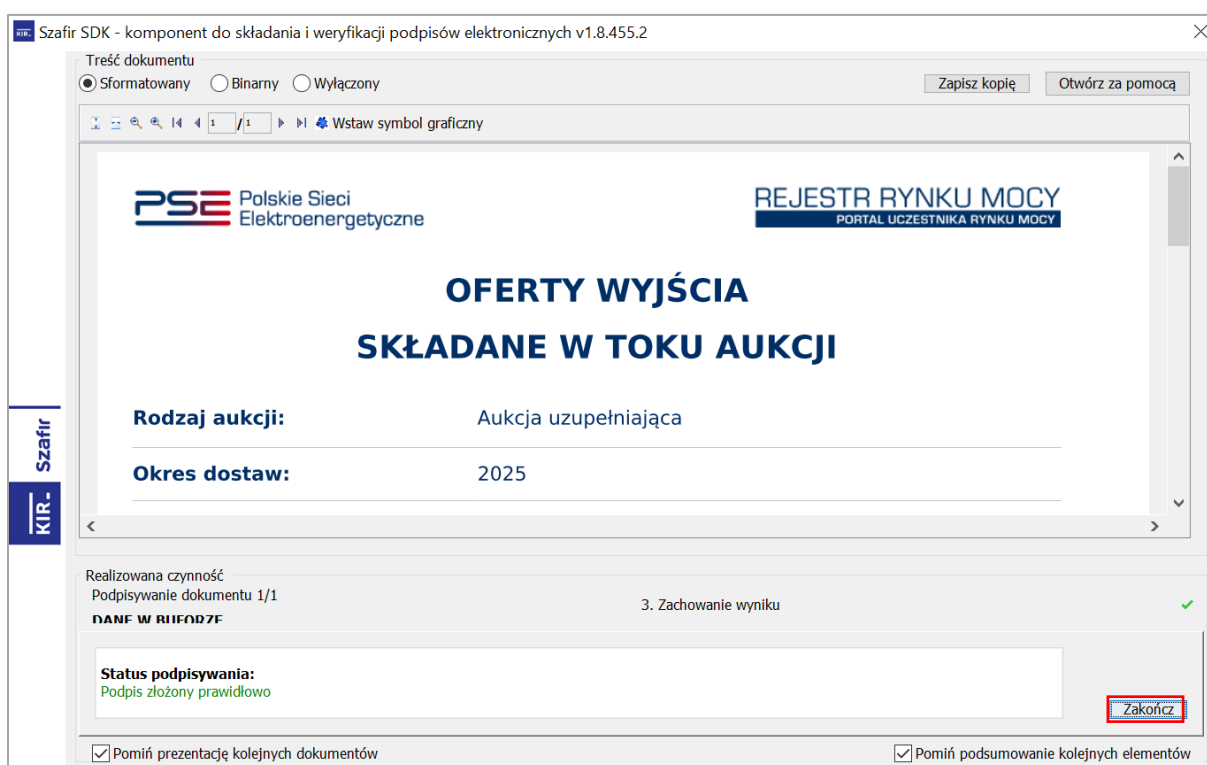 KIR. Szafir SDK - komponent do składania i weryfikacji podpisów elektronicznych v1.8.455.2
Treść dokumentu
Sformatowany Binarny Wyłączony Zapisz kopię Otwórz za pomocą
1 / 1 Wstaw symbol graficzny
PSE Polskie Sieci Elektroenergetyczne
REJESTR RYNKU MOCY
PORTAL UCZESTNIKA RYNKU MOCY
OFERTY WYJŚCIA
SKŁADANE W TOKU AUKCJI
Rodzaj aukcji: Aukcja uzupełniająca
Okres dostaw: 2025
KIR. Szafir
Realizowana czynność
Podpisywanie dokumentu 1/1
3. Zachowanie wyniku
DANE W BUFORZE
Status podpisywania:
Podpis złożony prawidłowo
Zakończ
Pomiń prezentację kolejnych dokumentów Pomiń podsumowanie kolejnych elementów